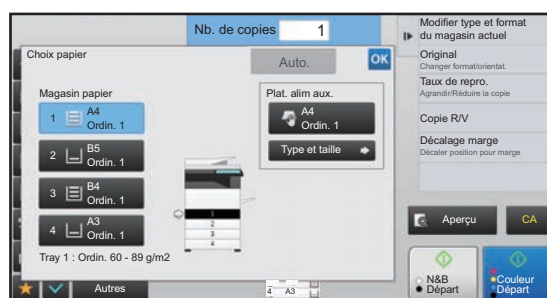 Nb. de copies 1
Choix papier
Auto.
OK
Magasin papier
1 A4
Ordin. 1
2 B5
Ordin. 1
3 B4
Ordin. 1
4 A3
Ordin. 1
Tray 1 : Ordin. 60 - 89 g/m2
Plat. alim aux.
A4
Ordin. 1
Type et taille
1
2
3
4
Autres
4 A3
Modifier type et format
du magasin actuel
Original
Changer format/orientat.
Taux de repro.
Agrandir/Réduire la copie
Copie R/V
Décalage marge
Décaler position pour marge
Aperçu
CA
N&B
Départ
Couleur
Départ